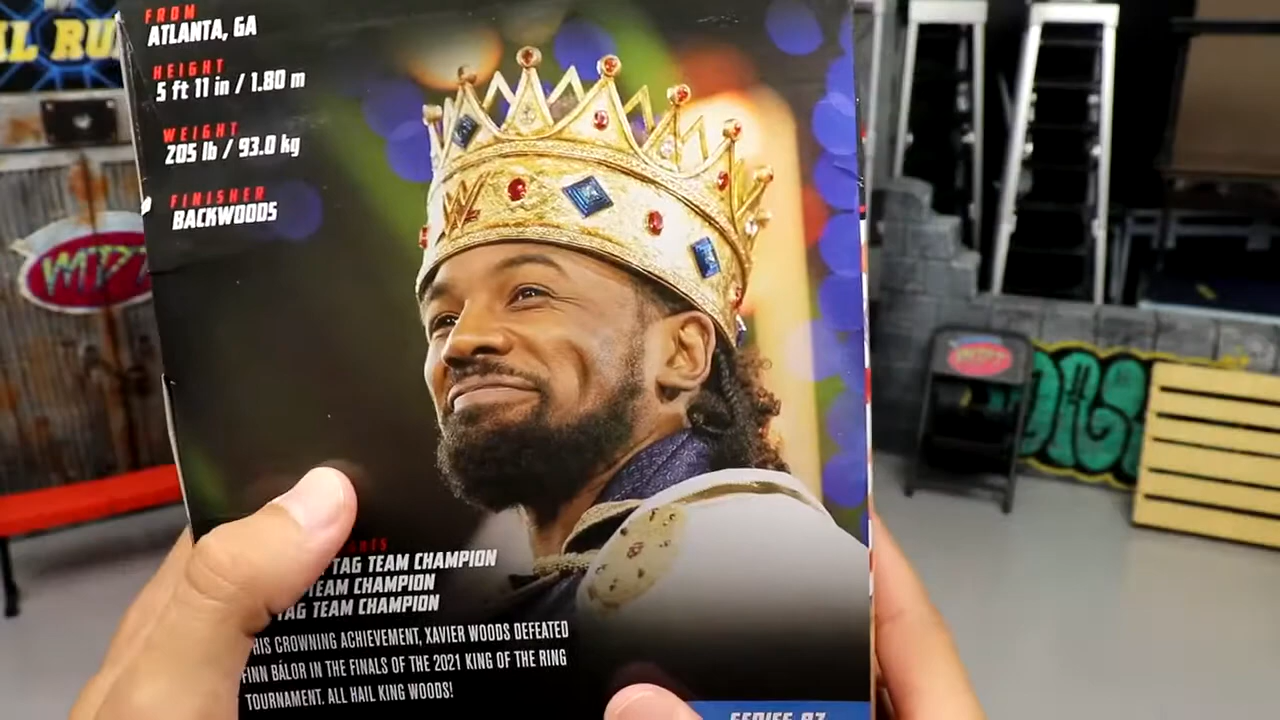 FROM
ATLANTA, GA
HEIGHT
5 ft 11 in / 1.80 m
WEIGHT
205 lb / 93.0 kg
FINISHER
BACKWOODS
TAG TEAM CHAMPION
TEAM CHAMPION
TAG TEAM CHAMPION
HIS CROWNING ACHIEVEMENT, XAVIER WOODS DEFEATED
FINN BÁLOR IN THE FINALS OF THE 2021 KING OF THE RING
TOURNAMENT. ALL HAIL KING WOODS!